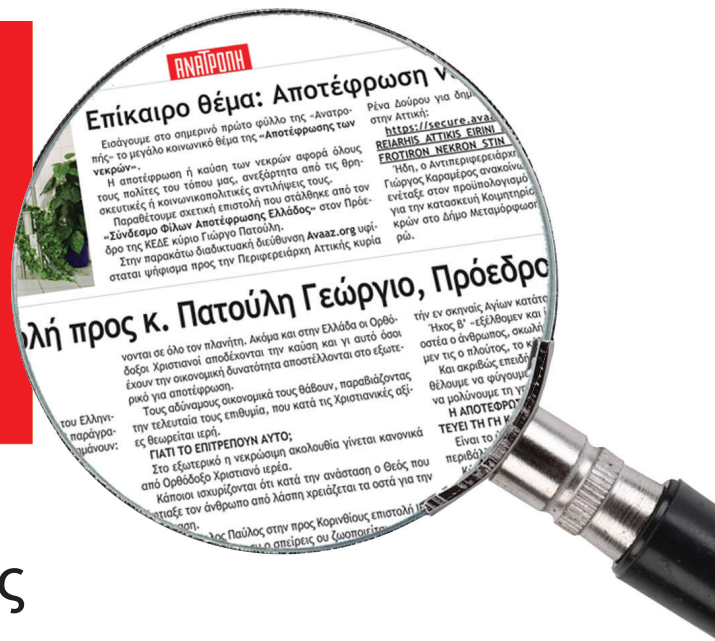 ΑΝΑΤΡΟΠΗ
Επίκαιρο θέμα: Αποτέφρωση
Εισάγουμε στο σημερινό πρώτο φύλλο της «Ανατρο-
πής» το μεγάλο κοινωνικό θέμα της «Αποτέφρωσης των
νεκρών».
Η αποτέφρωση ή καύση των νεκρών αφορά όλους
τους πολίτες του τόπου μας, ανεξάρτητα από τις θρη-
σκευτικές ή κοινωνικοπολιτικές αντιλήψεις τους.
Παραθέτουμε σχετική επιστολή που στάλθηκε από τον
«Σύνδεσμο Φίλων Αποτέφρωσης Ελλάδος» στον Πρόε-
δρο της ΚΕΔΕ κύριο Γιώργο Πατούλη.
Στην παρακάτω διαδικτυακή διεύθυνση Avaaz.org υφί-
σταται ψήφισμα προς την Περιφερειάρχη Αττικής κυρία
Ρένα Δούρου για δημ
στην Αττική:
https://secure.avaa
REIARHIS ATTIKIS EIRINI
FROTIRON NEKRON STIN
Ήδη, ο Αντιπεριφερειάρχη
Γιώργος Καραμέρος ανακοίνω
ενέταξε στον προϋπολογισμό
για την κατασκευή Κοιμητηρίο
κρών στο Δήμο Μεταμόρφωσ
ρώ.
ολή προς κ. Πατούλη Γεώργιο, Πρόεδρο
του Ελληνι-
παράγρα-
μάνουν:
νονται σε όλο τον πλανήτη. Ακόμα και στην Ελλάδα οι Ορθό-
δοξοι Χριστιανοί αποδέχονται την καύση και γι αυτό όσοι
έχουν την οικονομική δυνατότητα αποστέλλονται στο εξωτε-
ρικό για αποτέφρωση.
Τους αδύναμους οικονομικά τους θάβουν, παραβιάζοντας
την τελευταία τους επιθυμία, που κατά τις Χριστιανικές αξί-
ες θεωρείται ιερή.
ΓΙΑΤΙ ΤΟ ΕΠΙΤΡΕΠΟΥΝ ΑΥΤΟ;
Στο εξωτερικό η νεκρώσιμη ακολουθία γίνεται κανονικά
από Ορθόδοξο Χριστιανό ιερέα.
Κάποιοι ισχυρίζονται ότι κατά την ανάσταση ο Θεός που
έφτιαξε τον άνθρωπο από λάσπη χρειάζεται τα οστά για την
αση.
λος Παύλος στην προς Κορινθίους επιστολή
ο σπείρεις ου ζωοποιείτα
τήν εν σκηναίς Αγίων κατάτα
Ήχος Β' «εξέλθομεν και
οστέα ο άνθρωπος, σκωλή
μεν τις ο πλούτος, το κ
Και ακριβώς επειδή
θέλουμε να φύγουμε
να μολύνουμε τη γ
Η ΑΠΟΤΕΦΡΩΣ
ΤΕΥΕΙ ΤΗ ΓΗ Κ
Είναι το
περιβά
ς